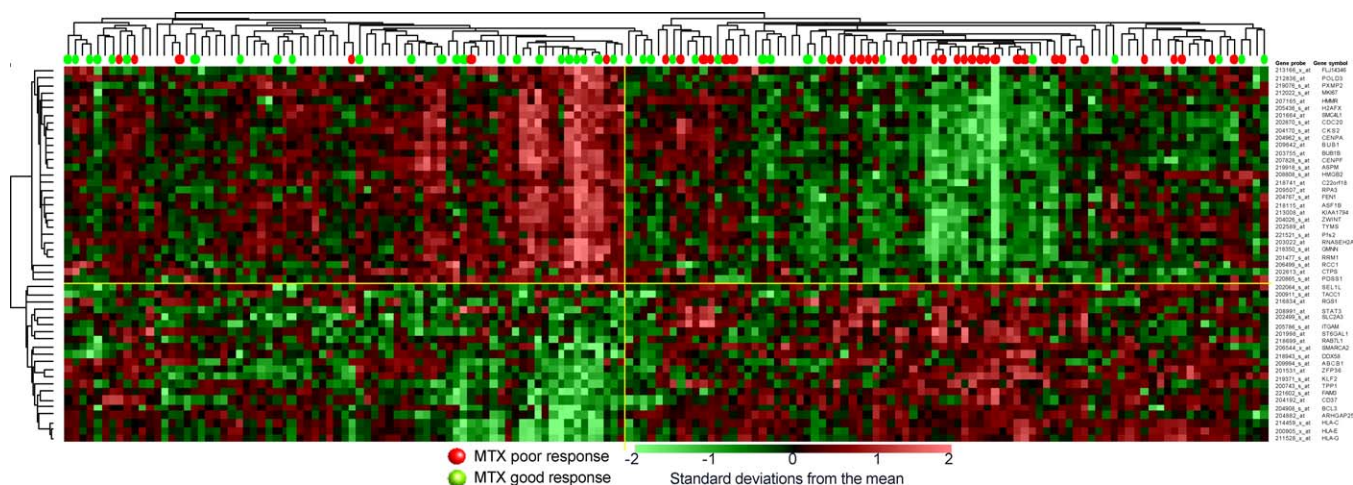 Gene probe Gene symbol
213166_x_at FLJ14346
212836_at POLD3
219076_s_at PXMP2
212022_s_at MKI67
207165_at HMMR
205436_s_at H2AFX
201664_at SMC4L1
202870_s_at CDC20
204170_s_at CKS2
204962_s_at CENPA
209642_at BUB1
203755_at BUB1B
207828_s_at CENPF
219918_s_at ASPM
208808_s_at HMGB2
218741_at C22orf18
209507_at RPA3
204767_s_at FEN1
218115_at ASF1B
213008_at KIAA1794
204026_s_at ZWINT
202589_at TYMS
221521_s_at Pfs2
203022_at RNASEH2A
218350_s_at GMNN
201477_s_at RRM1
206499_s_at RCC1
202613_at CTPS
220865_s_at PDSS1
202064_s_at SEL1L
200911_s_at TACC1
216834_at RGS1
208991_at STAT3
202499_s_at SLC2A3
205786_s_at ITGAM
201998_at ST6GAL1
218699_at RAB7L1
206544_x_at SMARCA2
218943_s_at DDX58
209994_s_at ABCB1
201531_at ZFP36
219371_s_at KLF2
200743_s_at TPP1
221602_s_at FAM3
204192_at CD37
204908_s_at BCL3
204882_at ARHGAP25
214459_x_at HLA-C
200905_x_at HLA-E
211528_x_at HLA-G
MTX poor response
MTX good response
-2 -1 0 1 2
Standard deviations from the mean